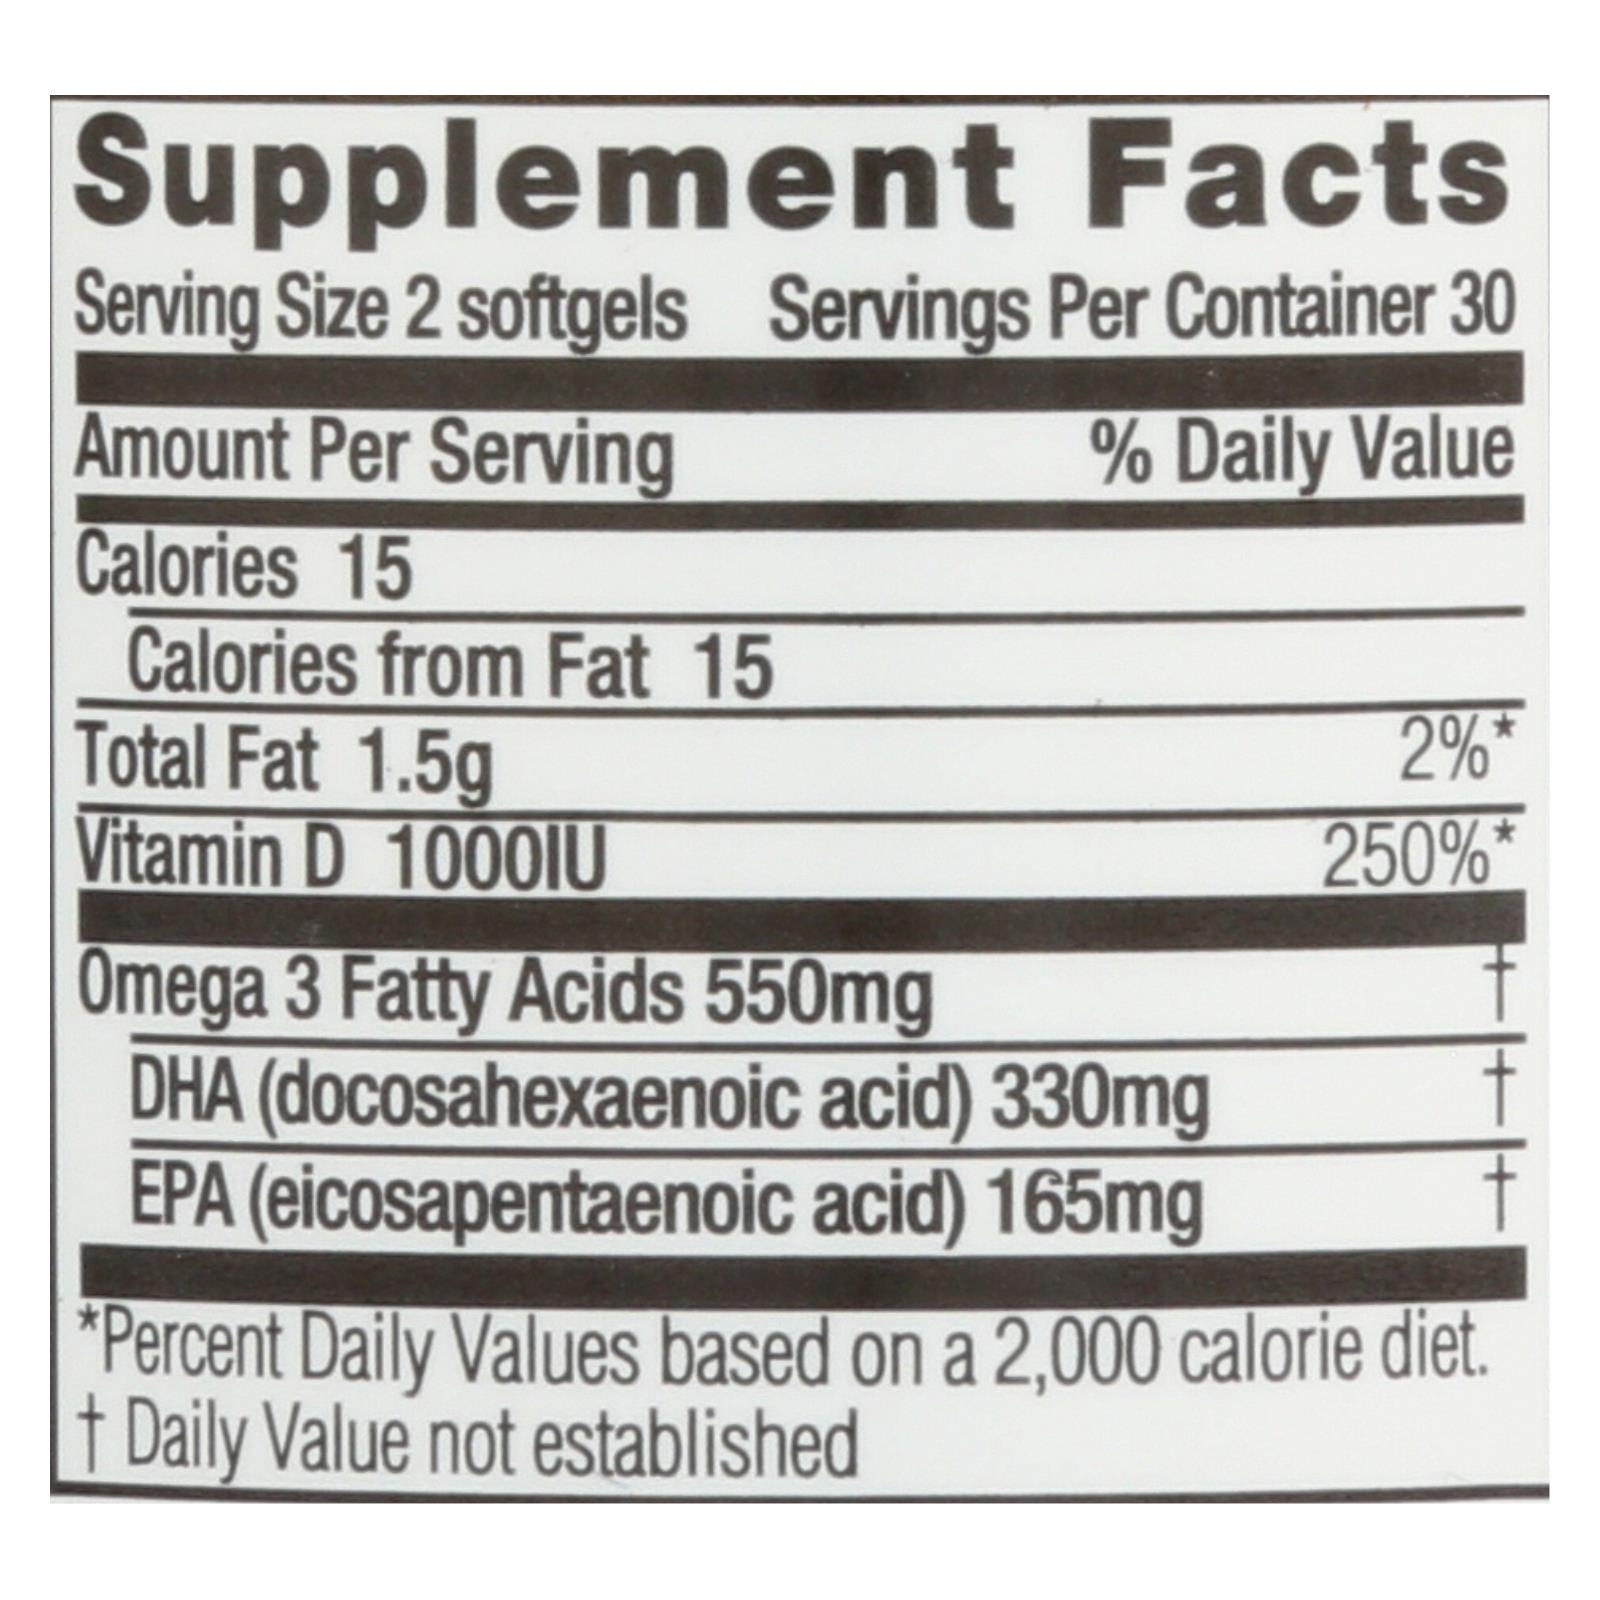 Supplement Facts
Serving Size 2 softgels Servings Per Container 30
Amount Per Serving % Daily Value
Calories 15
Calories from Fat 15
Total Fat 1.5g 2%*
Vitamin D 1000IU 250%*
Omega 3 Fatty Acids 550mg †
DHA (docosahexaenoic acid) 330mg †
EPA (eicosapentaenoic acid) 165mg †
*Percent Daily Values based on a 2,000 calorie diet.
† Daily Value not established